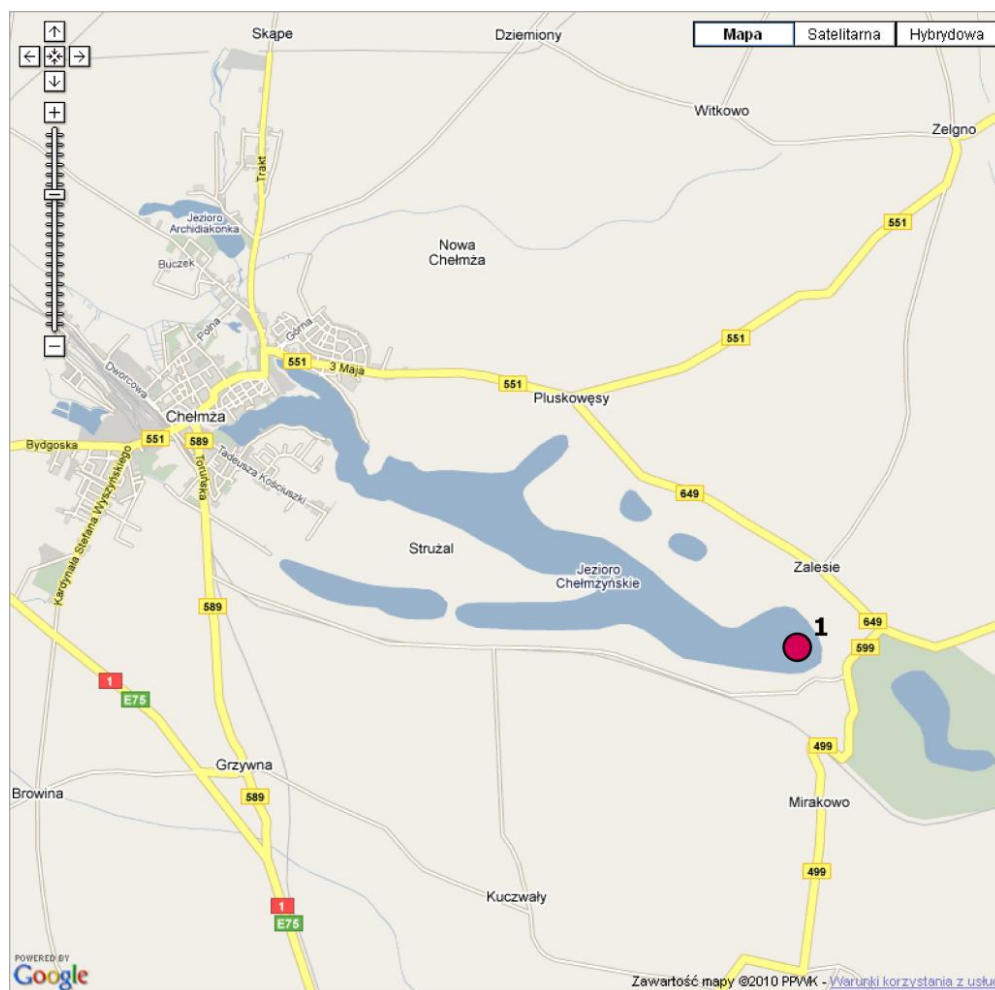 Skąpe
Dziemiony
Mapa
Satelitarna
Hybrydowa
Witkowo
Zelgno
Trakt
Jezioro
Archidiakonka
551
Nowa
Chełmża
Buczek
Polna
Górna
551
551
3 Maja
551
Dworcowa
Pluskowęsy
Chełmża
551
589
Bydgoska
Tadeusza Kościuszki
Toruńska
Kardynała Stefana Wyszyńskiego
649
Strużal
Jezioro
Chełmżyńskie
Zalesie
589
649
1
599
1
E75
499
Grzywna
Browina
589
Mirakowo
499
Kuczwały
1
E75
POWERED BY
Google
Zawartość mapy ©2010 PPWK - Warunki korzystania z usług